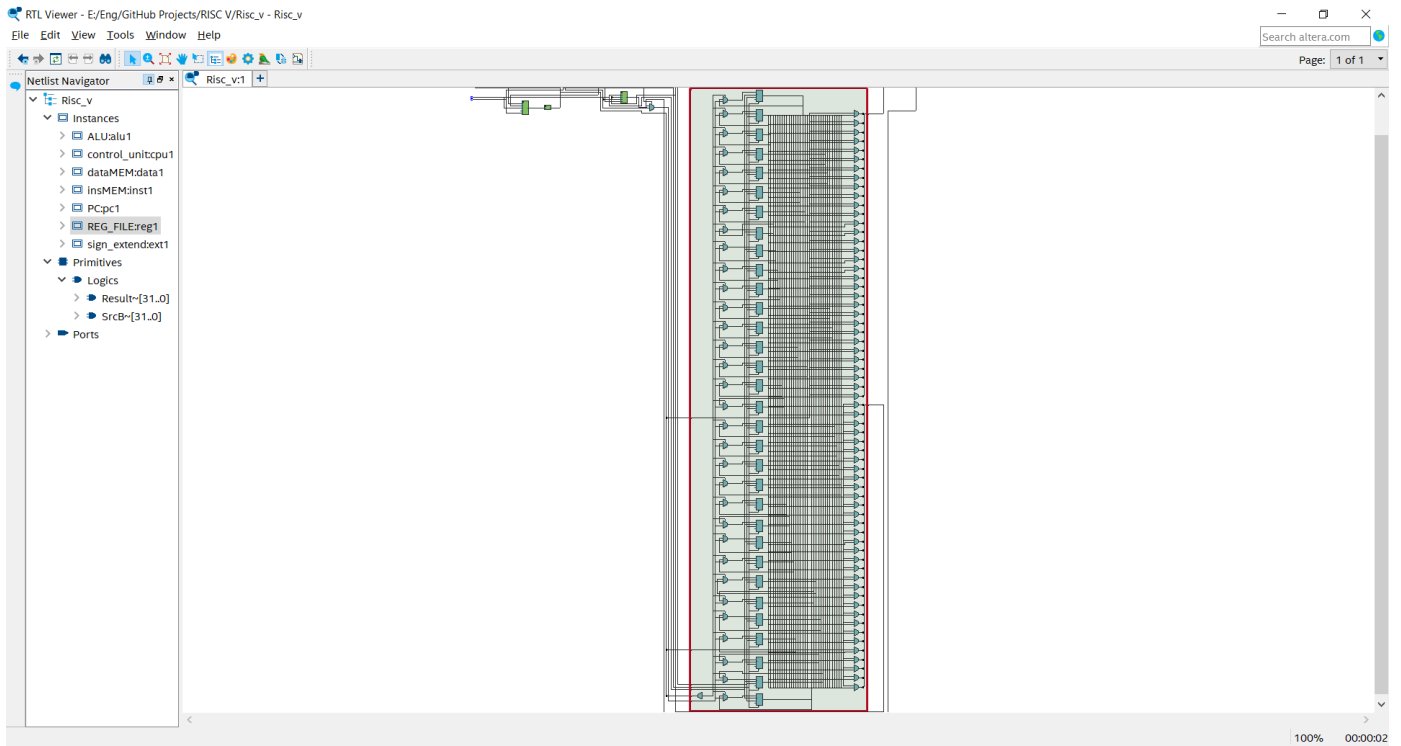 RTL Viewer - E:/Eng/GitHub Projects/RISC V/Risc_v - Risc_v
File Edit View Tools Window Help
Search altera.com
Page: 1 of 1
Netlist Navigator
Risc_v:1
Risc_v
Instances
ALU:alu1
control_unit:cpu1
dataMEM:data1
insMEM:inst1
PC:pc1
REG_FILE:reg1
sign_extend:ext1
Primitives
Logics
Result~[31..0]
SrcB~[31..0]
Ports
100% 00:00:02